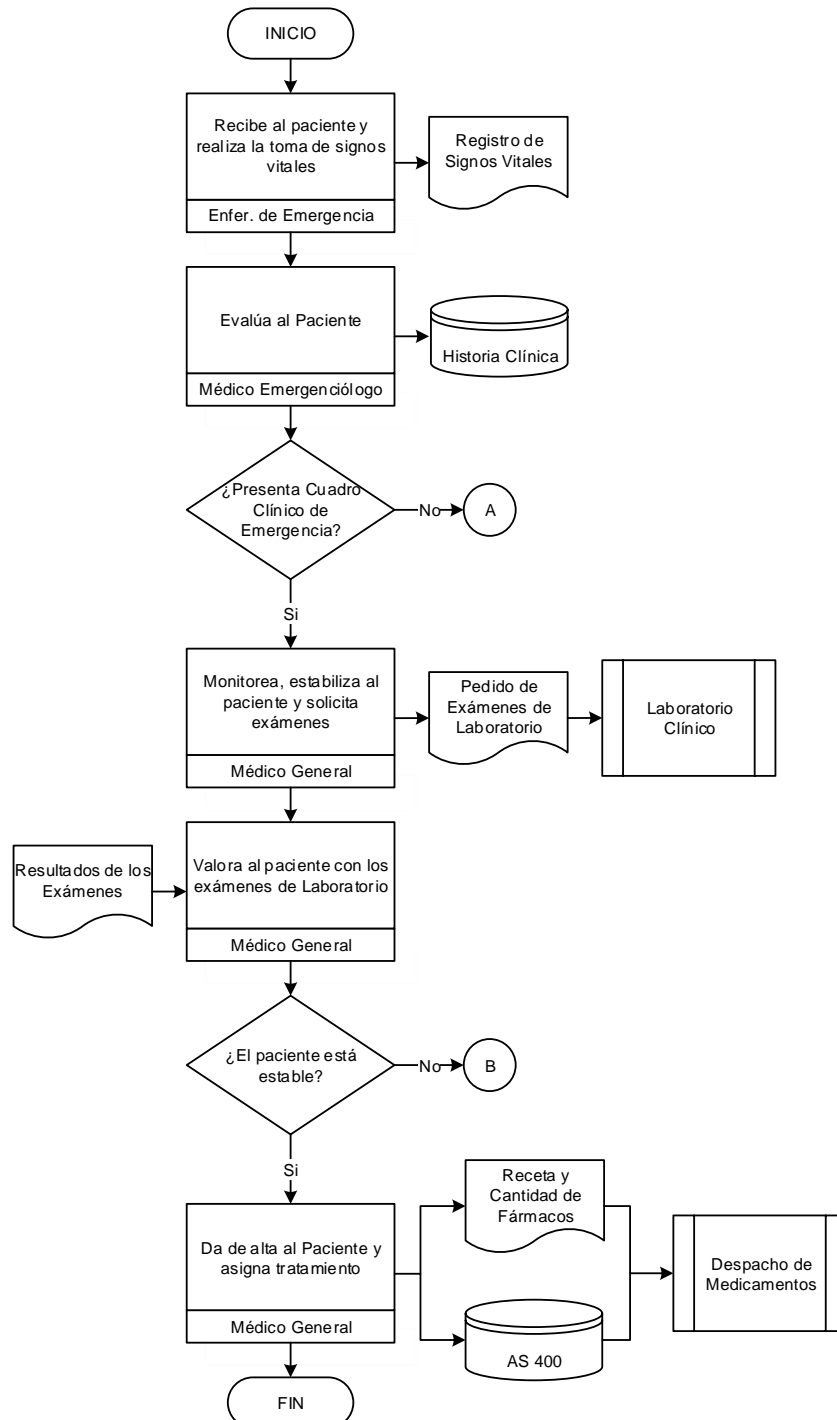 INICIO
Recibe al paciente y
realiza la toma de signos
vitales
Enfer. de Emergencia
Registro de
Signos Vitales
Evalúa al Paciente
Médico Emergenciólogo
Historia Clínica
¿Presenta Cuadro
Clínico de
Emergencia?
No
A
Si
Monitorea, estabiliza al
paciente y solicita
exámenes
Médico General
Pedido de
Exámenes de
Laboratorio
Laboratorio
Clínico
Resultados de los
Exámenes
Valora al paciente con los
exámenes de Laboratorio
Médico General
¿El paciente está
estable?
No
B
Si
Da de alta al Paciente y
asigna tratamiento
Médico General
Receta y
Cantidad de
Fármacos
AS 400
Despacho de
Medicamentos
FIN